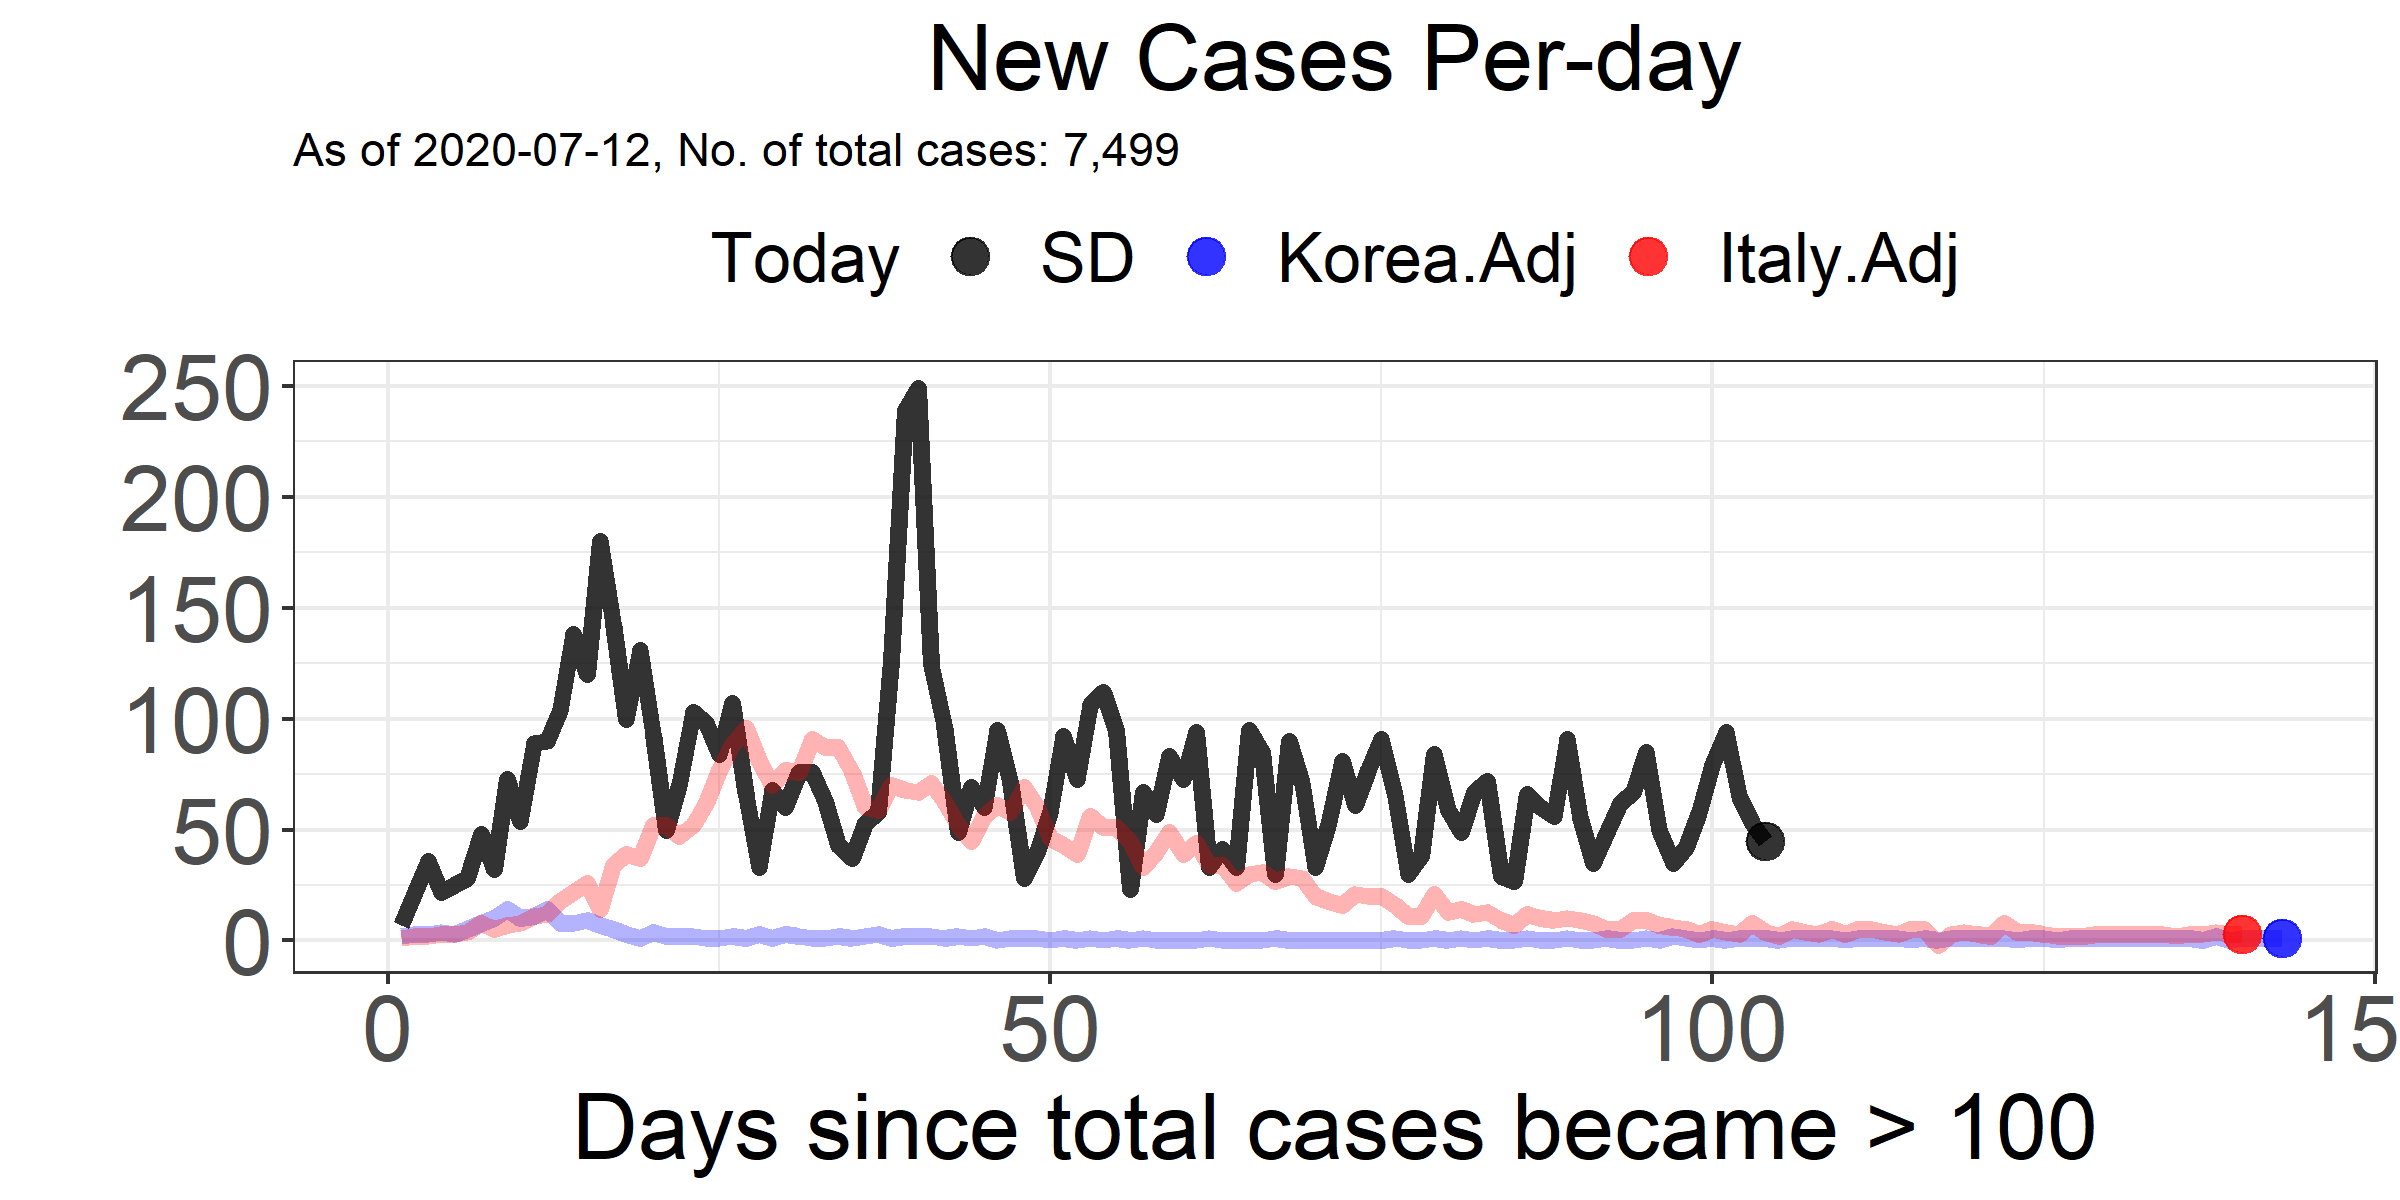 New Cases Per-day
As of 2020-07-12, No. of total cases: 7,499
Today SD Korea.Adj Italy.Adj
250
200
150
100
50
0
0 50 100 15
Days since total cases became > 100